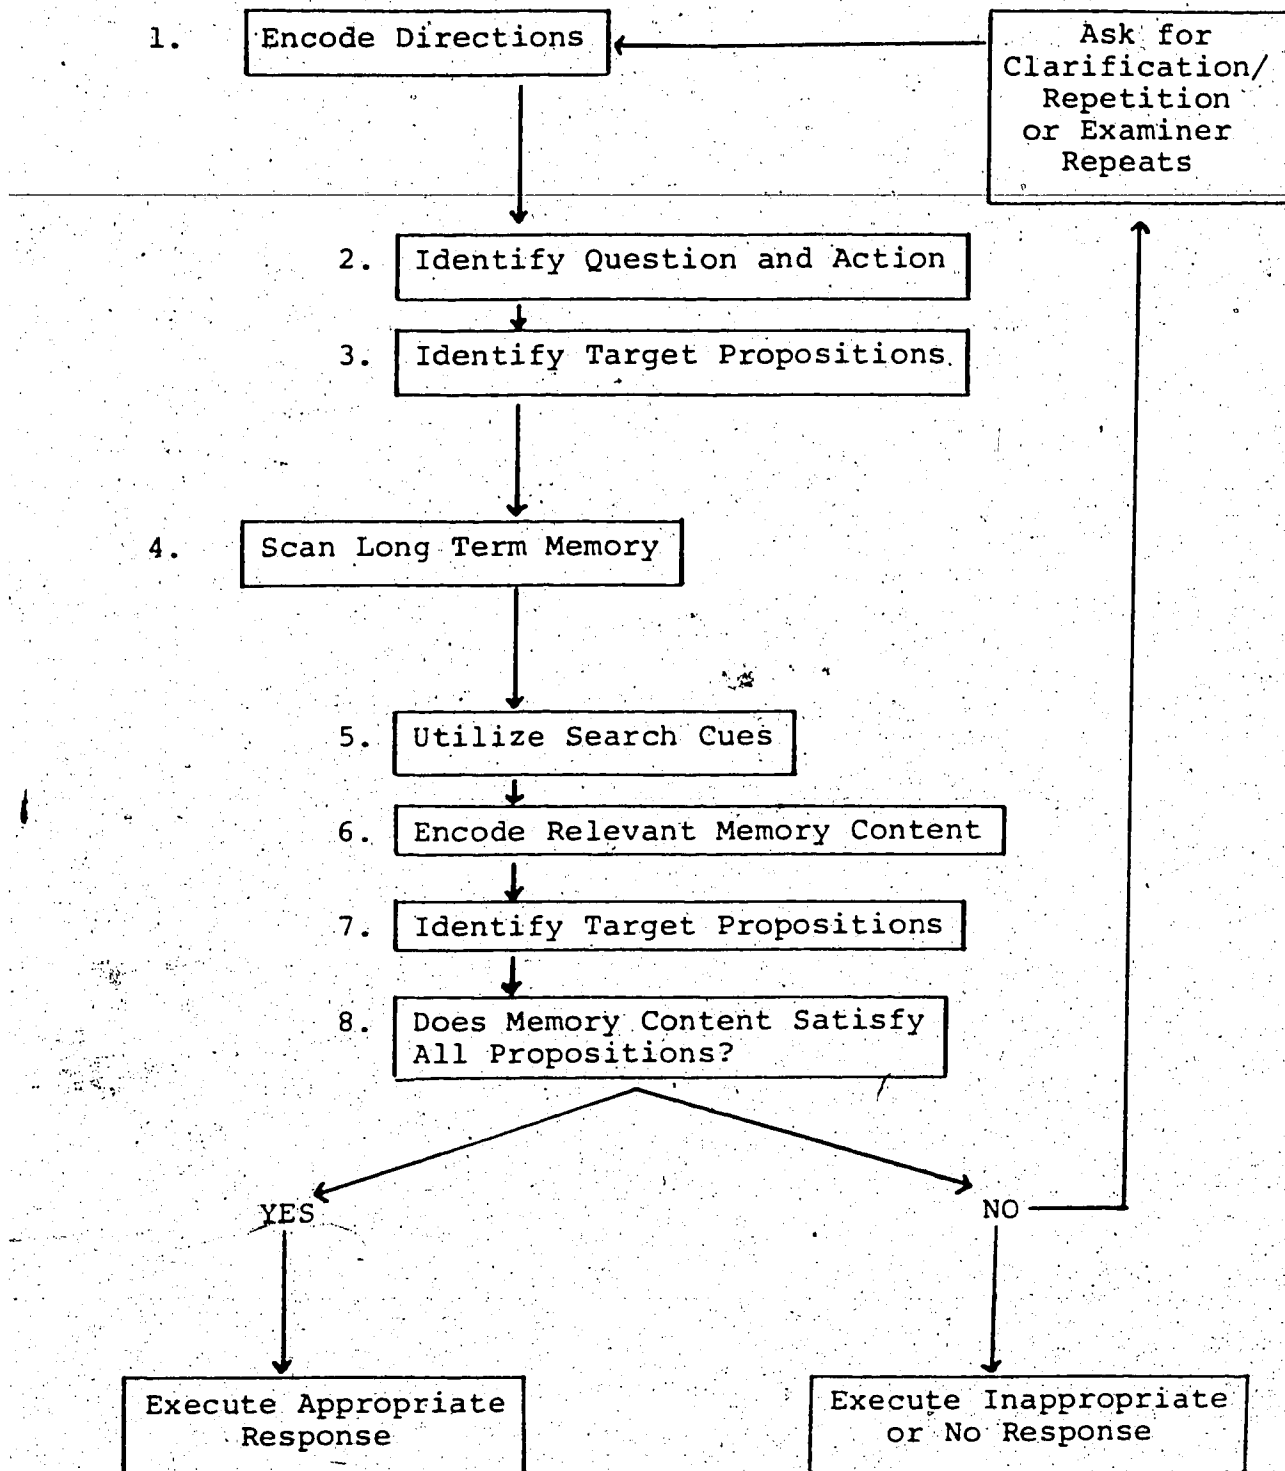 1. Encode Directions
Ask for
Clarification/
Repetition
or Examiner
Repeats
2. Identify Question and Action
3. Identify Target Propositions
4. Scan Long Term Memory
5. Utilize Search Cues
6. Encode Relevant Memory Content
7. Identify Target Propositions
8. Does Memory Content Satisfy
All Propositions?
YES
NO
Execute Appropriate
Response
Execute Inappropriate
or No Response